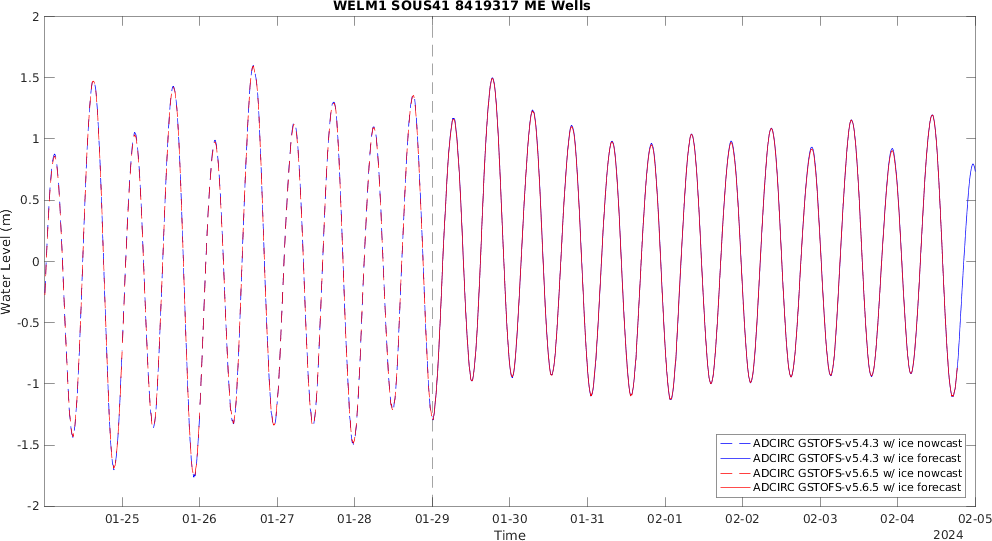 WELM1 SOUS41 8419317 ME Wells
2
1.5
1
0.5
0
-0.5
-1
-1.5
-2
Water Level (m)
ADCIRC GSTOFS-v5.4.3 w/ ice nowcast
ADCIRC GSTOFS-v5.4.3 w/ ice forecast
ADCIRC GSTOFS-v5.6.5 w/ ice nowcast
ADCIRC GSTOFS-v5.6.5 w/ ice forecast
01-25 01-26 01-27 01-28 01-29 01-30 01-31 02-01 02-02 02-03 02-04 02-05
Time
2024